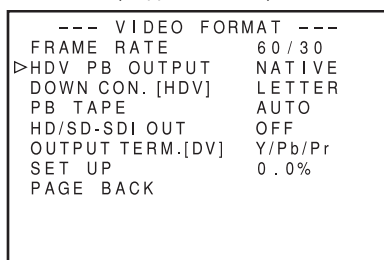 --- VIDEO FORMAT ---
FRAME RATE 60/30
▷HDV PB OUTPUT NATIVE
DOWN CON. [HDV] LETTER
PB TAPE AUTO
HD/SD-SDI OUT OFF
OUTPUT TERM.[DV] Y/Pb/Pr
SET UP 0.0%
PAGE BACK